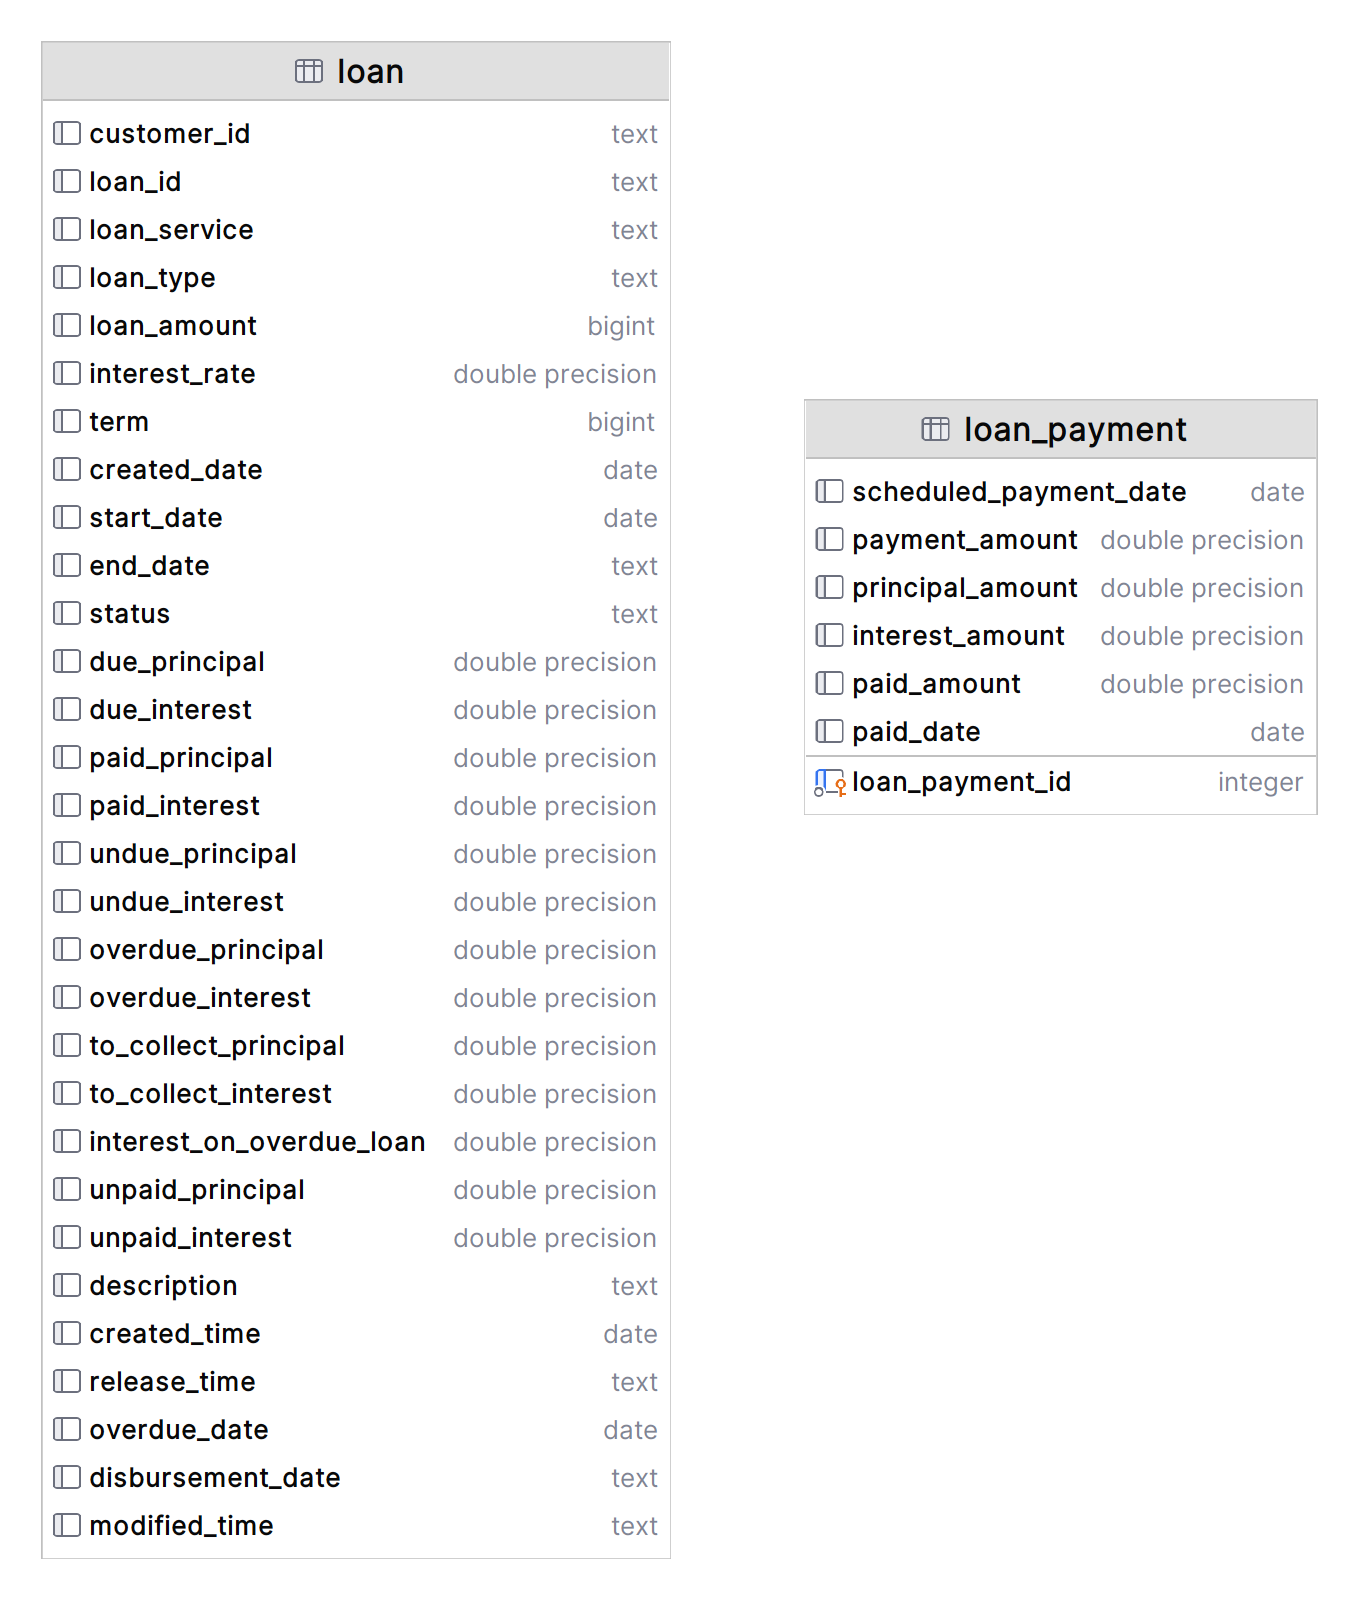 loan
customer_id text
loan_id text
loan_service text
loan_type text
loan_amount bigint
interest_rate double precision
term bigint
created_date date
start_date date
end_date text
status text
due_principal double precision
due_interest double precision
paid_principal double precision
paid_interest double precision
undue_principal double precision
undue_interest double precision
overdue_principal double precision
overdue_interest double precision
to_collect_principal double precision
to_collect_interest double precision
interest_on_overdue_loan double precision
unpaid_principal double precision
unpaid_interest double precision
description text
created_time date
release_time text
overdue_date date
disbursement_date text
modified_time text
loan_payment
scheduled_payment_date date
payment_amount double precision
principal_amount double precision
interest_amount double precision
paid_amount double precision
paid_date date
loan_payment_id integer